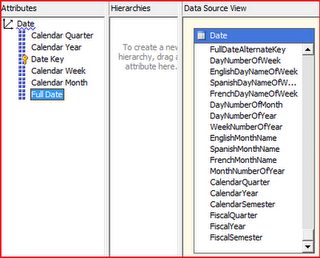 Attributes
Date
Calendar Quarter
Calendar Year
Date Key
Calendar Week
Calendar Month
Full Date
Hierarchies
To create a new
hierarchy, drag a
attribute here.
Data Source View
Date
FullDateAlternateKey
DayNumberOfWeek
EnglishDayNameOfWeek
SpanishDayNameOfW...
FrenchDayNameOfWeek
DayNumberOfMonth
DayNumberOfYear
WeekNumberOfYear
EnglishMonthName
SpanishMonthName
FrenchMonthName
MonthNumberOfYear
CalendarQuarter
CalendarYear
CalendarSemester
FiscalQuarter
FiscalYear
FiscalSemester